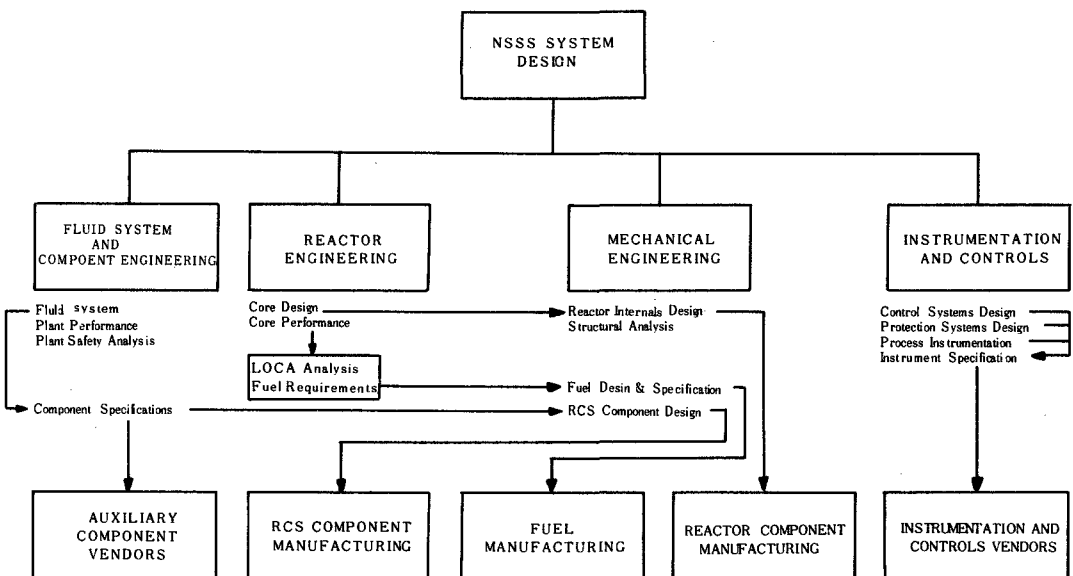 NSSS SYSTEM
DESIGN
FLUID SYSTEM
AND
COMPOENT ENGINEERING
REACTOR
ENGINEERING
MECHANICAL
ENGINEERING
INSTRUMENTATION
AND CONTROLS
Fluid system
Plant Performance
Plant Safety Analysis
Core Design
Core Performance
Reactor Internals Design
Structural Analysis
Control Systems Design
Protection Systems Design
Process Instrumentation
Instrument Specification
LOCA Analysis
Fuel Requirements
Fuel Desin & Specification
Component Specifications
RCS Component Design
AUXILIARY
COMPONENT
VENDORS
RCS COMPONENT
MANUFACTURING
FUEL
MANUFACTURING
REACTOR COMPONENT
MANUFACTURING
INSTRUMENTATION AND
CONTROLS VENDORS